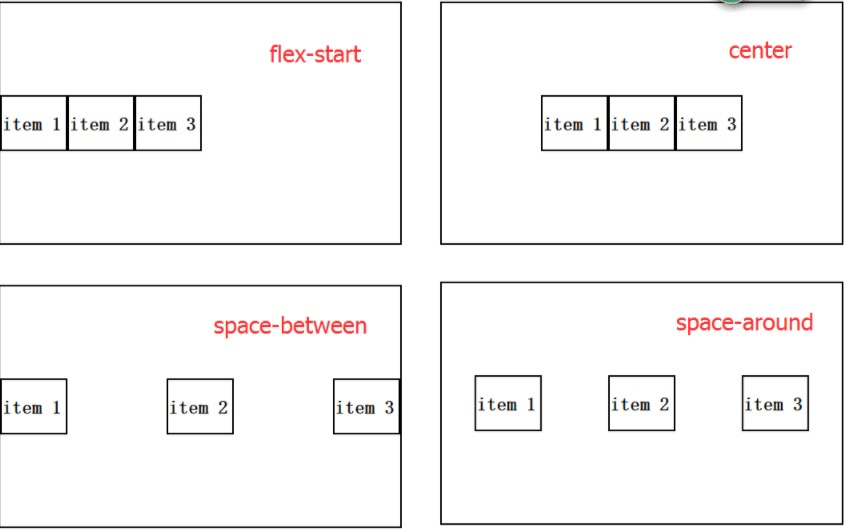 flex-start
center
item 1 item 2 item 3
item 1 item 2 item 3
space-between
space-around
item 1 item 2 item 3
item 1 item 2 item 3